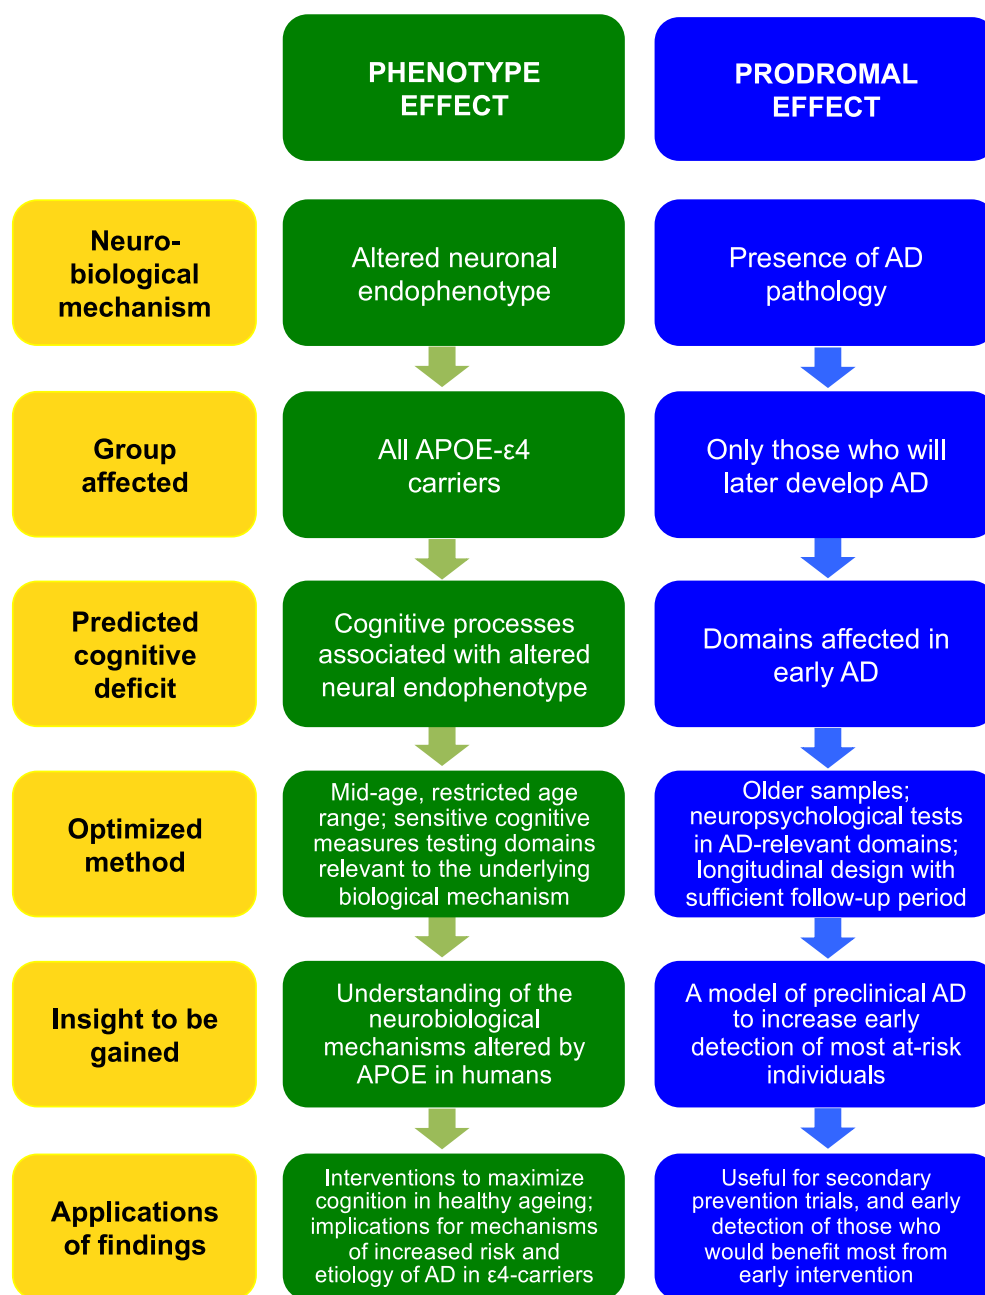 PHENOTYPE
EFFECT
PRODROMAL
EFFECT
Neuro-
biological
mechanism
Altered neuronal
endophenotype
Presence of AD
pathology
Group
affected
All APOE-ε4
carriers
Only those who will
later develop AD
Predicted
cognitive
deficit
Cognitive processes
associated with altered
neural endophenotype
Domains affected in
early AD
Optimized
method
Mid-age, restricted age
range; sensitive cognitive
measures testing domains
relevant to the underlying
biological mechanism
Older samples;
neuropsychological tests
in AD-relevant domains;
longitudinal design with
sufficient follow-up period
Insight to be
gained
Understanding of the
neurobiological
mechanisms altered by
APOE in humans
A model of preclinical AD
to increase early
detection of most at-risk
individuals
Applications
of findings
Interventions to maximize
cognition in healthy ageing;
implications for mechanisms
of increased risk and
etiology of AD in ε4-carriers
Useful for secondary
prevention trials, and early
detection of those who
would benefit most from
early intervention